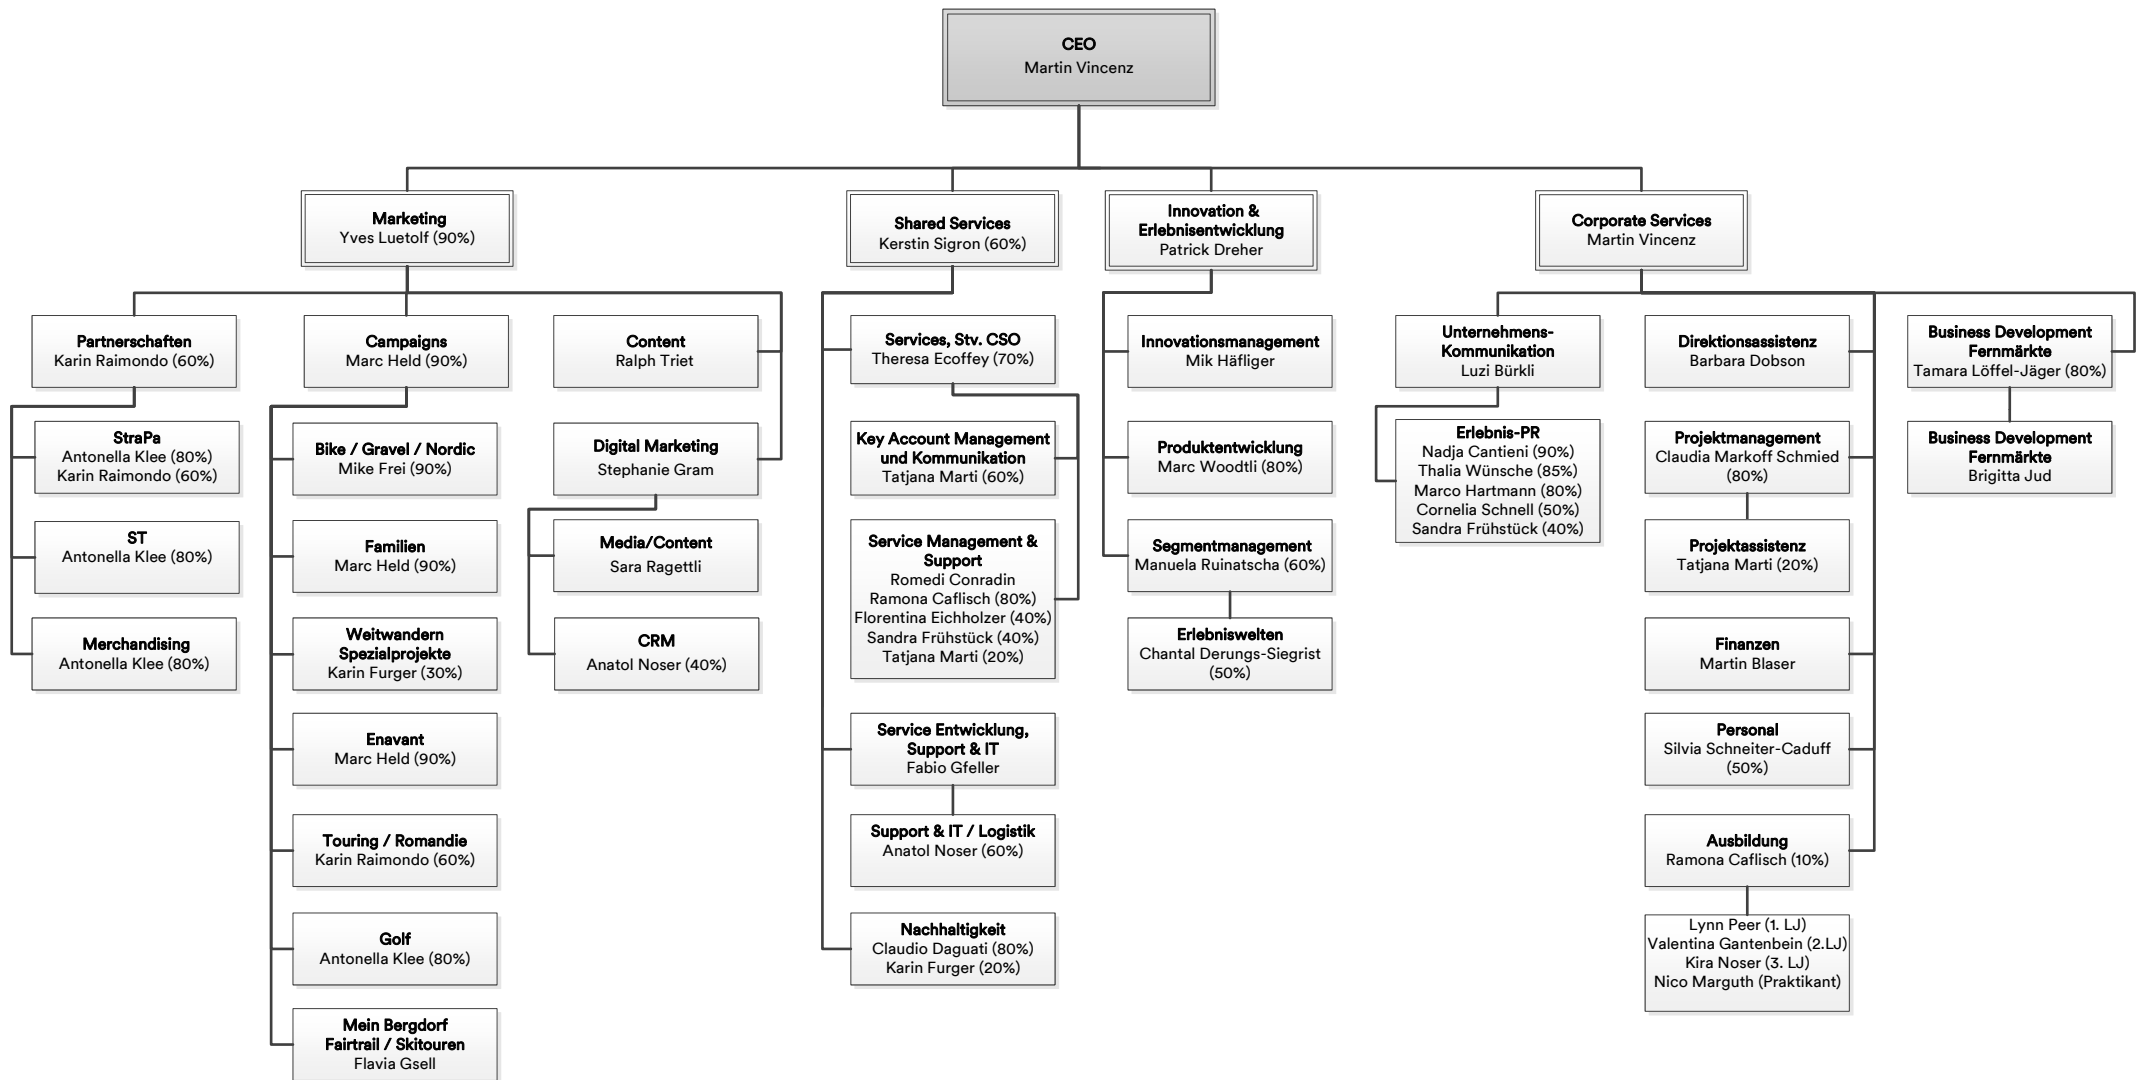 CEO
Martin Vincenz
Marketing
Yves Luetolf (90%)
Shared Services
Kerstin Sigron (60%)
Innovation &
Erlebnisentwicklung
Patrick Dreher
Corporate Services
Martin Vincenz
Partnerschaften
Karin Raimondo (60%)
StraPa
Antonella Klee (80%)
Karin Raimondo (60%)
ST
Antonella Klee (80%)
Merchandising
Antonella Klee (80%)
Campaigns
Marc Held (90%)
Bike / Gravel / Nordic
Mike Frei (90%)
Familien
Marc Held (90%)
Weitwandern
Spezialprojekte
Karin Furger (30%)
Enavant
Marc Held (90%)
Touring / Romandie
Karin Raimondo (60%)
Golf
Antonella Klee (80%)
Mein Bergdorf
Fairtrail / Skitouren
Flavia Gsell
Content
Ralph Triet
Digital Marketing
Stephanie Gram
Media/Content
Sara Ragettli
CRM
Anatol Noser (40%)
Services, Stv. CSO
Theresa Ecoffey (70%)
Key Account Management
und Kommunikation
Tatjana Marti (60%)
Service Management &
Support
Romedi Conradin
Ramona Caflisch (80%)
Florentina Eichholzer (40%)
Sandra Frühstück (40%)
Tatjana Marti (20%)
Service Entwicklung,
Support & IT
Fabio Gfeller
Support & IT / Logistik
Anatol Noser (60%)
Nachhaltigkeit
Claudio Daguati (80%)
Karin Furger (20%)
Innovationsmanagement
Mik Häfliger
Produktentwicklung
Marc Woodtli (80%)
Segmentmanagement
Manuela Ruinatscha (60%)
Erlebniswelten
Chantal Derungs-Siegrist
(50%)
Unternehmens-
Kommunikation
Luzi Bürkli
Erlebnis-PR
Nadja Cantieni (90%)
Thalia Wünsche (85%)
Marco Hartmann (80%)
Cornelia Schnell (50%)
Sandra Frühstück (40%)
Direktionsassistenz
Barbara Dobson
Projektmanagement
Claudia Markoff Schmied
(80%)
Projektassistenz
Tatjana Marti (20%)
Finanzen
Martin Blaser
Personal
Silvia Schneiter-Caduff
(50%)
Ausbildung
Ramona Caflisch (10%)
Lynn Peer (1. LJ)
Valentina Gantenbein (2.LJ)
Kira Noser (3. LJ)
Nico Marguth (Praktikant)
Business Development
Fernmärkte
Tamara Löffel-Jäger (80%)
Business Development
Fernmärkte
Brigitta Jud